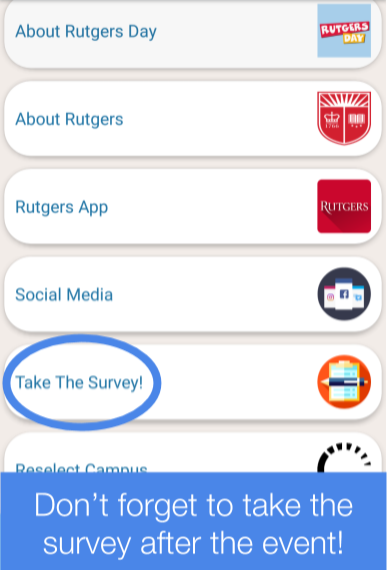 About Rutgers Day
RUTGERS
DAY
About Rutgers
1766
Rutgers App
RUTGERS
Social Media
Take The Survey!
Reselect Campus
Don't forget to take the
survey after the event!